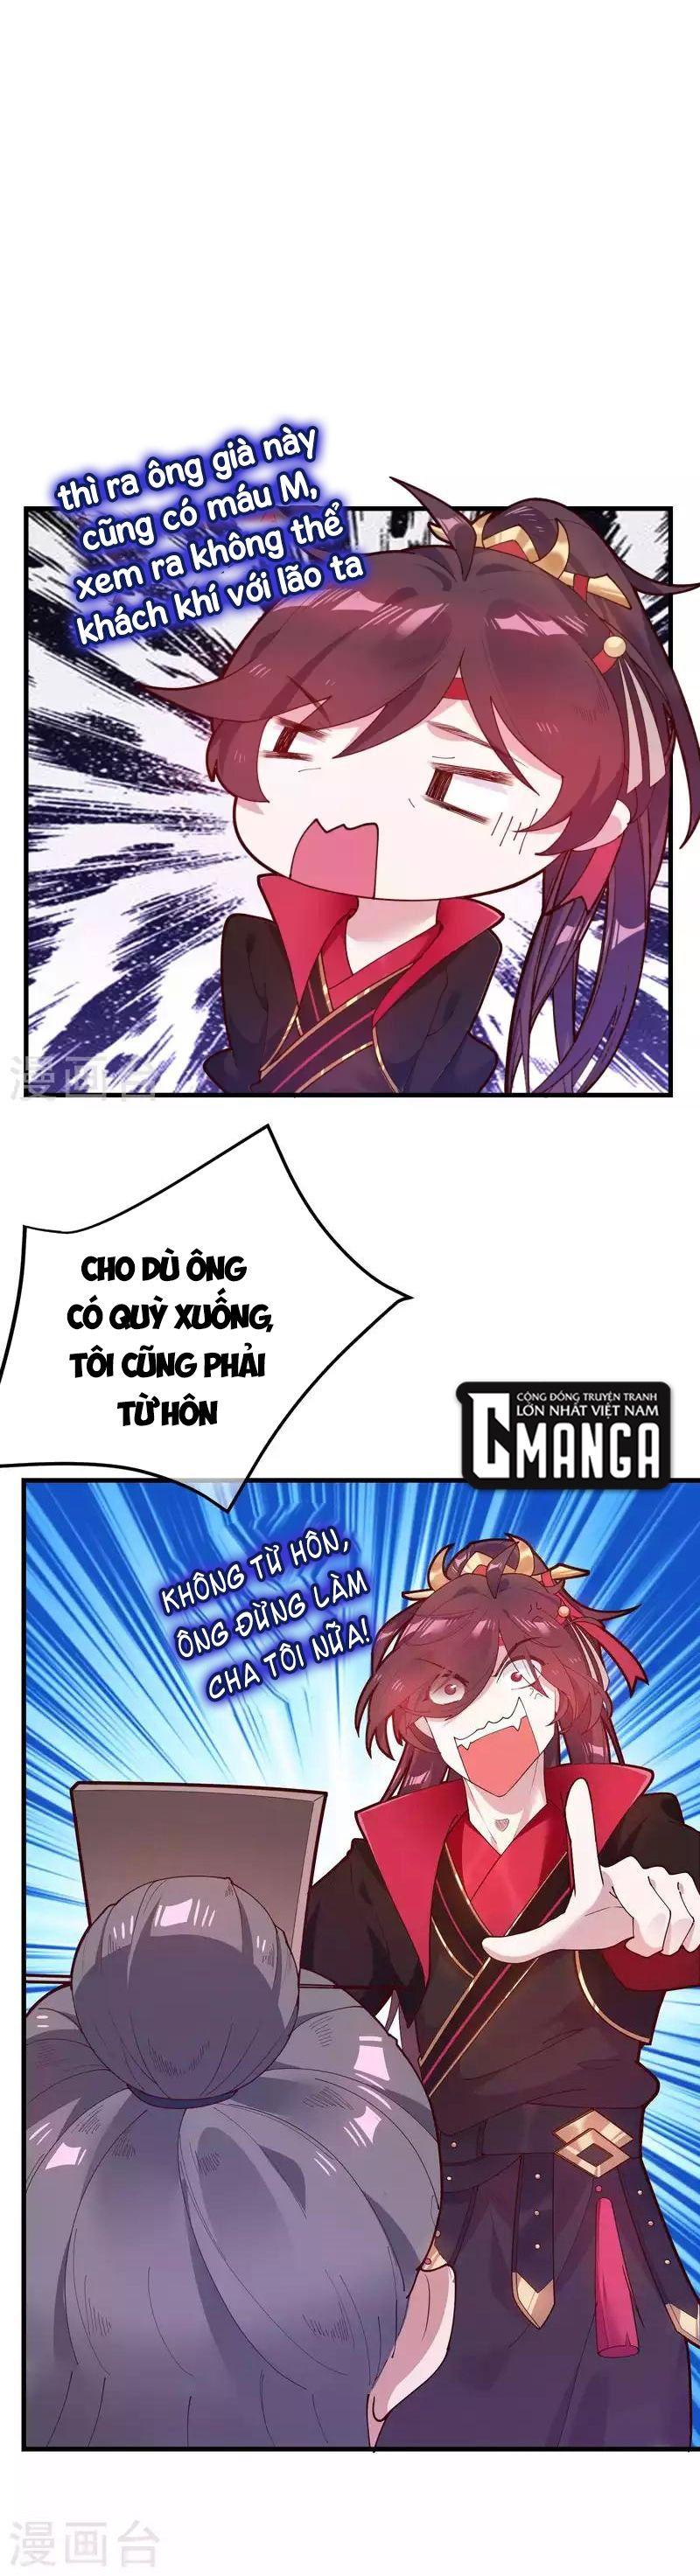 thì ra ông già này
cũng có máu M,
xem ra không thể
khách khí với lão ta
漫画台
CHO DÙ ÔNG
CÓ QUỲ XUỐNG,
TÔI CŨNG PHẢI
TỪ HÔN
CỘNG ĐỒNG TRUYỆN TRANH
LỚN NHẤT VIỆT NAM
CMANGA
KHÔNG TỪ HÔN,
ÔNG ĐỪNG LÀM
CHA TÔI NỮA!
漫画台